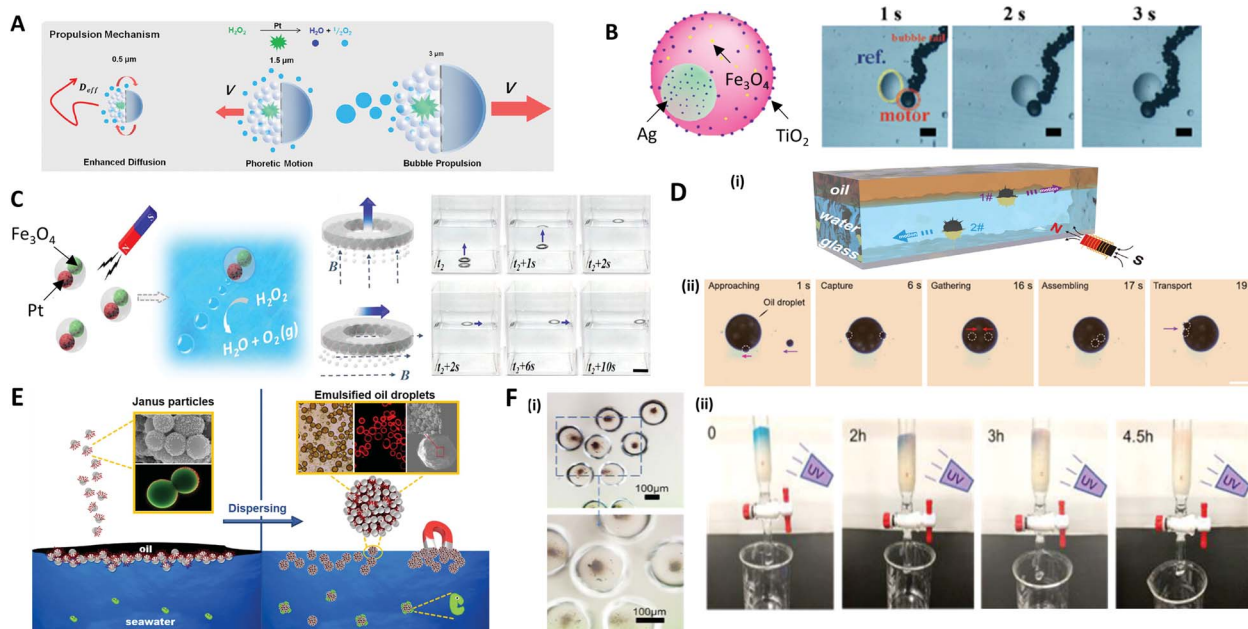 A
Propulsion Mechanism
H₂O₂ Pt H₂O + ½O₂
0.5 µm
1.5 µm
3 µm
D_eff
V
V
Enhanced Diffusion
Phoretic Motion
Bubble Propulsion
B
Fe₃O₄
Ag
TiO₂
1 s
2 s
3 s
bubble tail
ref.
motor
C
Fe₃O₄
Pt
H₂O₂
H₂O + O₂(g)
B
B
t₂
t₂+1s
t₂+2s
t₂+2s
t₂+6s
t₂+10s
D
(i)
oil
water
glass
1#
2#
N
S
(ii)
Approaching 1 s
Oil droplet
Capture 6 s
Gathering 16 s
Assembling 17 s
Transport 19
E
Janus particles
Emulsified oil droplets
Dispersing
oil
seawater
F
(i)
100µm
100µm
(ii)
0
2h
3h
4.5h
UV
UV
UV
UV